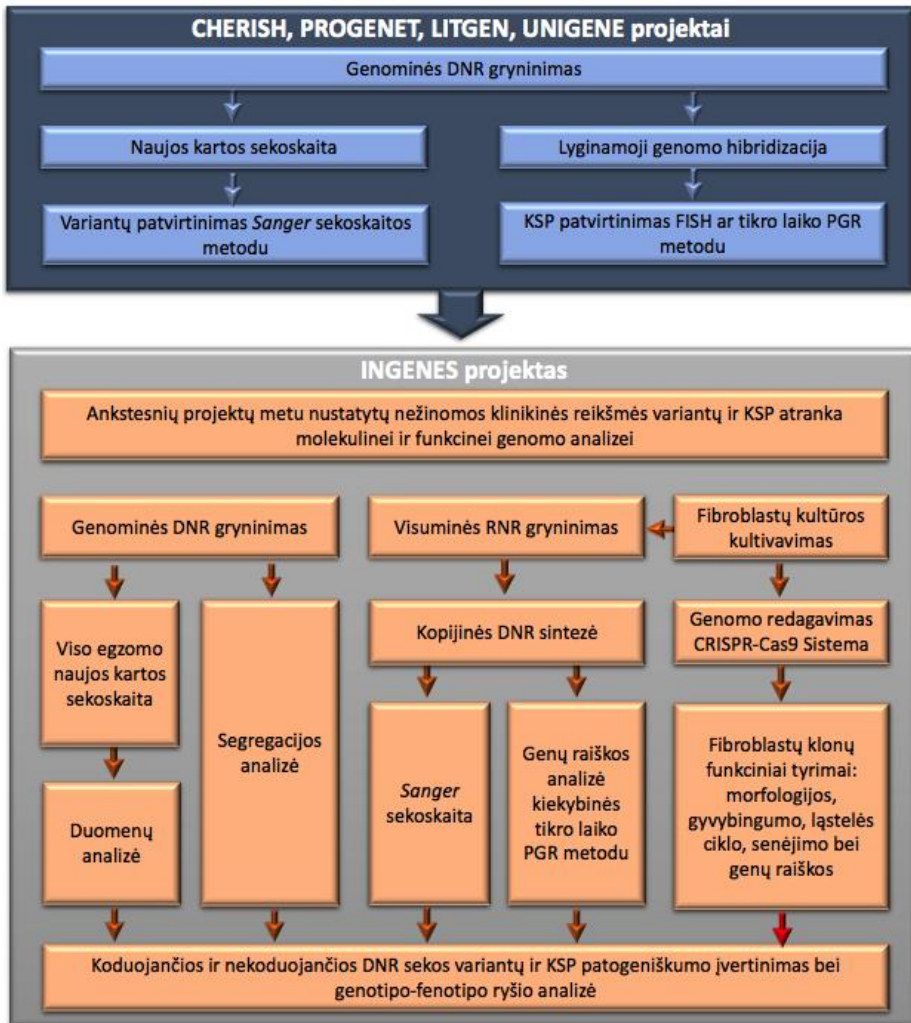 CHERISH, PROGENET, LITGEN, UNIGENE projektai
Genominės DNR gryninimas
Naujos kartos sekoskaita
Variantų patvirtinimas Sanger sekoskaitos
metodu
Lyginamoji genomo hibridizacija
KSP patvirtinimas FISH ar tikro laiko PGR
metodu
INGENES projektas
Ankstesnių projektų metu nustatytų nežinomos klinikinės reikšmės variantų ir KSP atranka
molekulinei ir funkcinei genomo analizei
Genominės DNR gryninimas
Viso egzomo
naujos kartos
sekoskaita
Duomenų
analizė
Segregacijos
analizė
Visuminės RNR gryninimas
Kopijinės DNR sintezė
Sanger
sekoskaita
Genų raiškos
analizė
kiekybinės
tikro laiko
PGR metodu
Fibroblastų kultūros
kultivavimas
Genomo redagavimas
CRISPR-Cas9 Sistema
Fibroblastų klonų
funkciniai tyrimai:
morfologijos,
gyvybingumo, ląstelės
ciklo, senėjimo bei
genų raiškos
Koduojančios ir nekoduojančios DNR sekos variantų ir KSP patogeniškumo įvertinimas bei
genotipo-fenotipo ryšio analizė